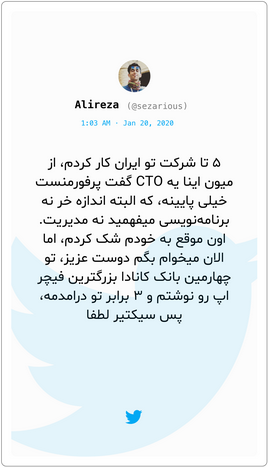 Alireza (@sezarious)
1:03 AM · Jan 20, 2020
۵ تا شرکت تو ایران کار کردم، از
میون اینا یه CTO گفت پرفورمنست
خیلی پایینه، که البته اندازه خر نه
برنامه‌نویسی میفهمید نه مدیریت.
اون موقع به خودم شک کردم، اما
الان میخوام بگم دوست عزیز، تو
چهارمین بانک کانادا بزرگترین فیچر
اپ رو نوشتم و ۳ برابر تو درامدمه،
پس سیکتیر لطفا